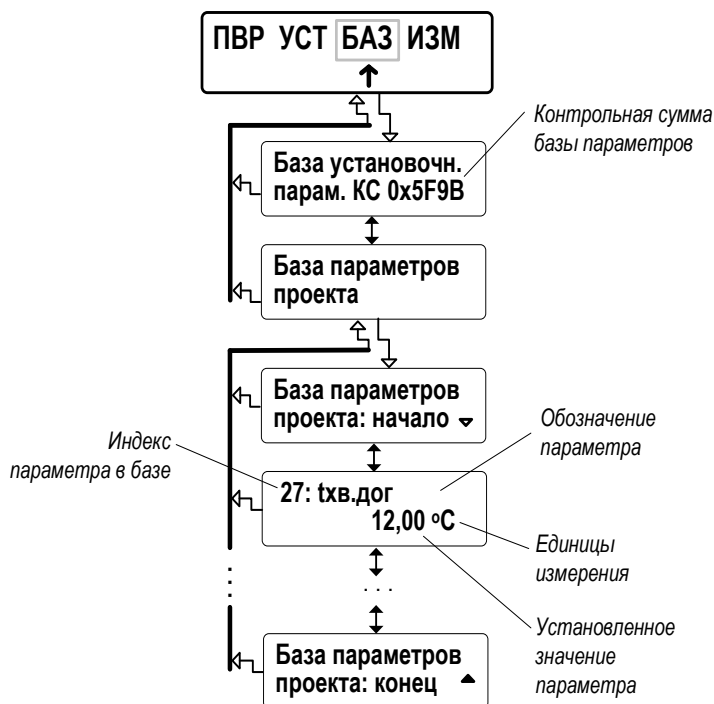 ПВР УСТ БАЗ ИЗМ
Контрольная сумма
базы параметров
База установочн.
парам. КС 0x5F9B
База параметров
проекта
База параметров
проекта: начало
Индекс
параметра в базе
Обозначение
параметра
27: tхв.дог
12,00 ºC
Единицы
измерения
. . .
Установленное
значение
параметра
База параметров
проекта: конец